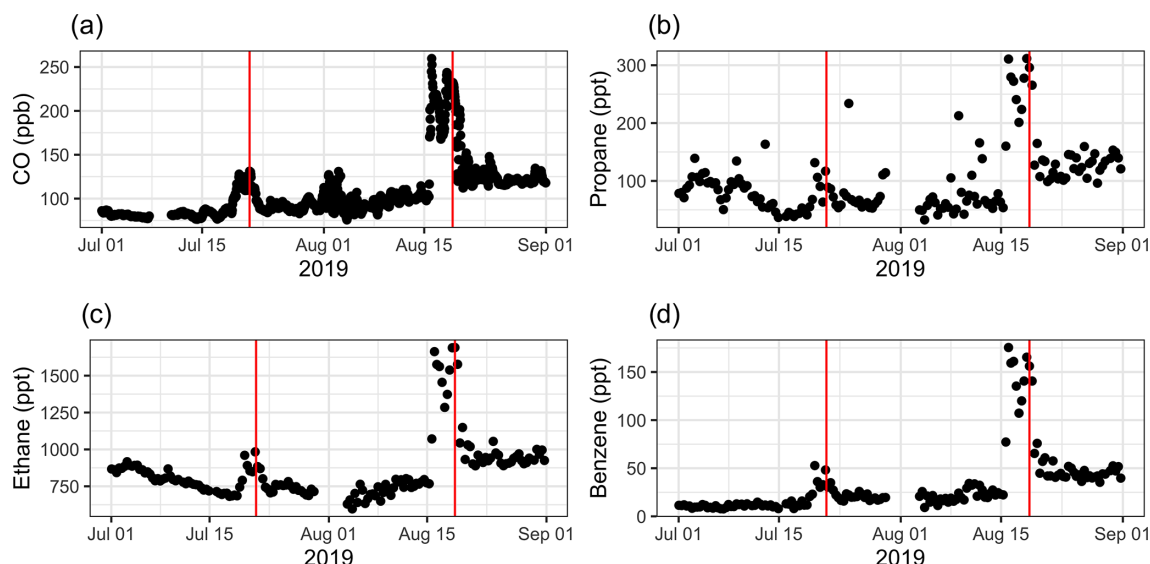 (a)
CO (ppb)
250
200
150
100
Jul 01 Jul 15 Aug 01 Aug 15 Sep 01
2019
(b)
Propane (ppt)
300
200
100
Jul 01 Jul 15 Aug 01 Aug 15 Sep 01
2019
(c)
Ethane (ppt)
1500
1250
1000
750
Jul 01 Jul 15 Aug 01 Aug 15 Sep 01
2019
(d)
Benzene (ppt)
150
100
50
0
Jul 01 Jul 15 Aug 01 Aug 15 Sep 01
2019